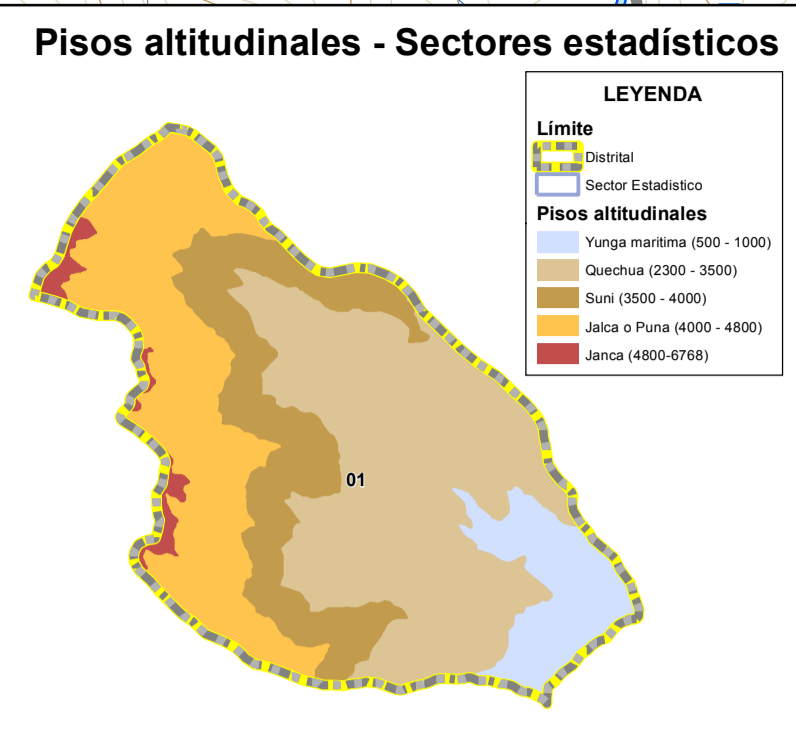 Pisos altitudinales - Sectores estadísticos
LEYENDA
Límite
Distrital
Sector Estadistico
Pisos altitudinales
Yunga maritima (500 - 1000)
Quechua (2300 - 3500)
Suni (3500 - 4000)
Jalca o Puna (4000 - 4800)
Janca (4800-6768)
01